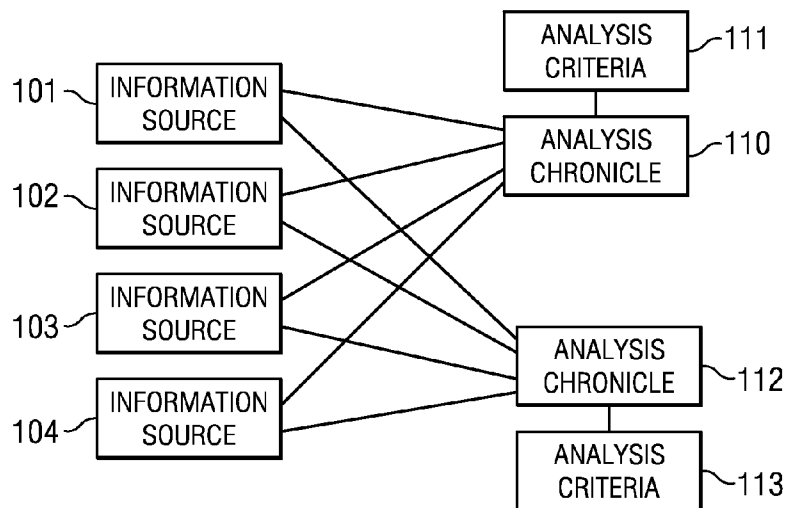 ANALYSIS
CRITERIA
111
101
INFORMATION
SOURCE
ANALYSIS
CHRONICLE
110
102
INFORMATION
SOURCE
103
INFORMATION
SOURCE
ANALYSIS
CHRONICLE
112
104
INFORMATION
SOURCE
ANALYSIS
CRITERIA
113